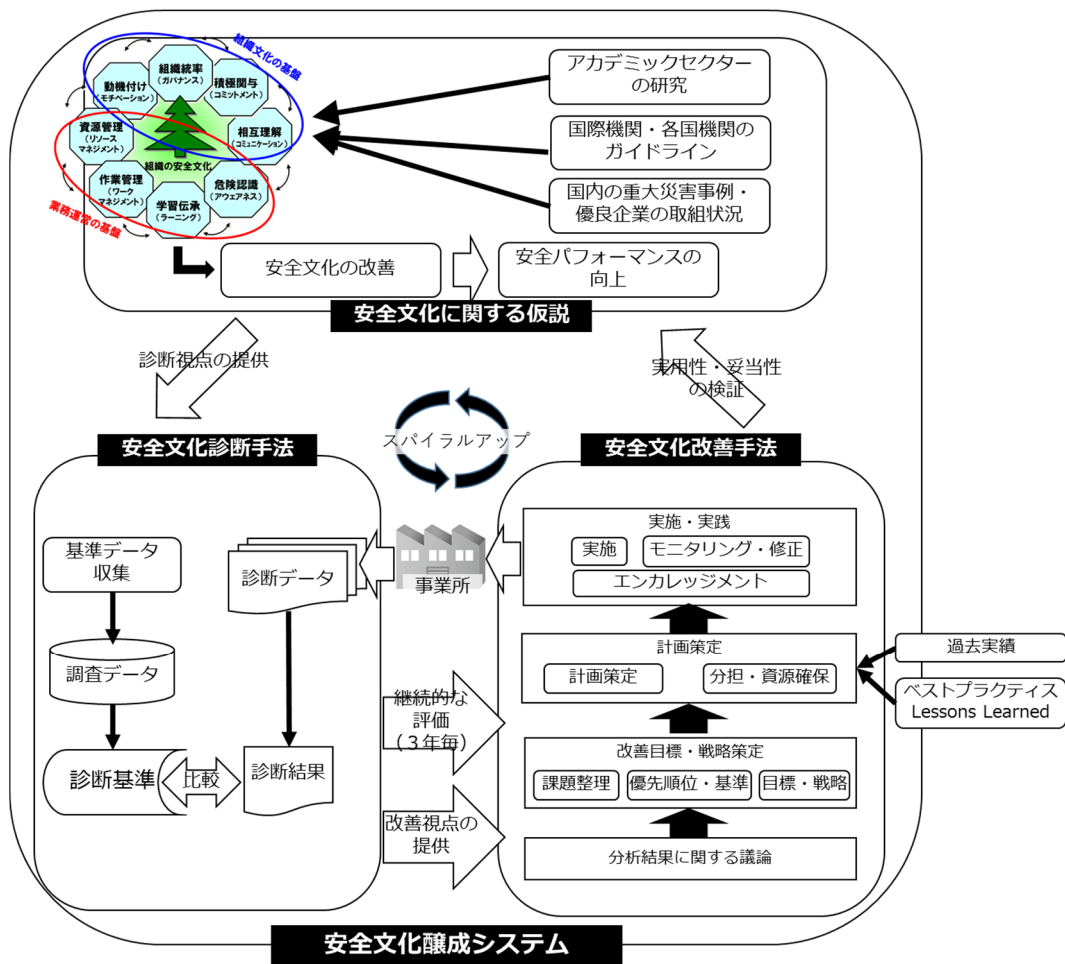 組織文化の基盤
組織統率
(ガバナンス)
動機付け
(モチベーション)
積極関与
(コミットメント)
資源管理
(リソース
マネジメント)
相互理解
(コミュニケーション)
組織の安全文化
作業管理
(ワーク
マネジメント)
危険認識
(アウェアネス)
学習伝承
(ラーニング)
業務運営の基盤
アカデミックセクター
の研究
国際機関・各国機関の
ガイドライン
国内の重大災害事例・
優良企業の取組状況
安全文化の改善
安全パフォーマンスの
向上
安全文化に関する仮説
診断視点の提供
実用性・妥当性
の検証
スパイラルアップ
安全文化診断手法
基準データ
収集
調査データ
診断基準
比較
診断データ
診断結果
事業所
継続的な
評価
(3年毎)
改善視点の
提供
安全文化改善手法
実施・実践
実施
モニタリング・修正
エンカレッジメント
計画策定
計画策定
分担・資源確保
改善目標・戦略策定
課題整理
優先順位・基準
目標・戦略
分析結果に関する議論
過去実績
ベストプラクティス
Lessons Learned
安全文化醸成システム